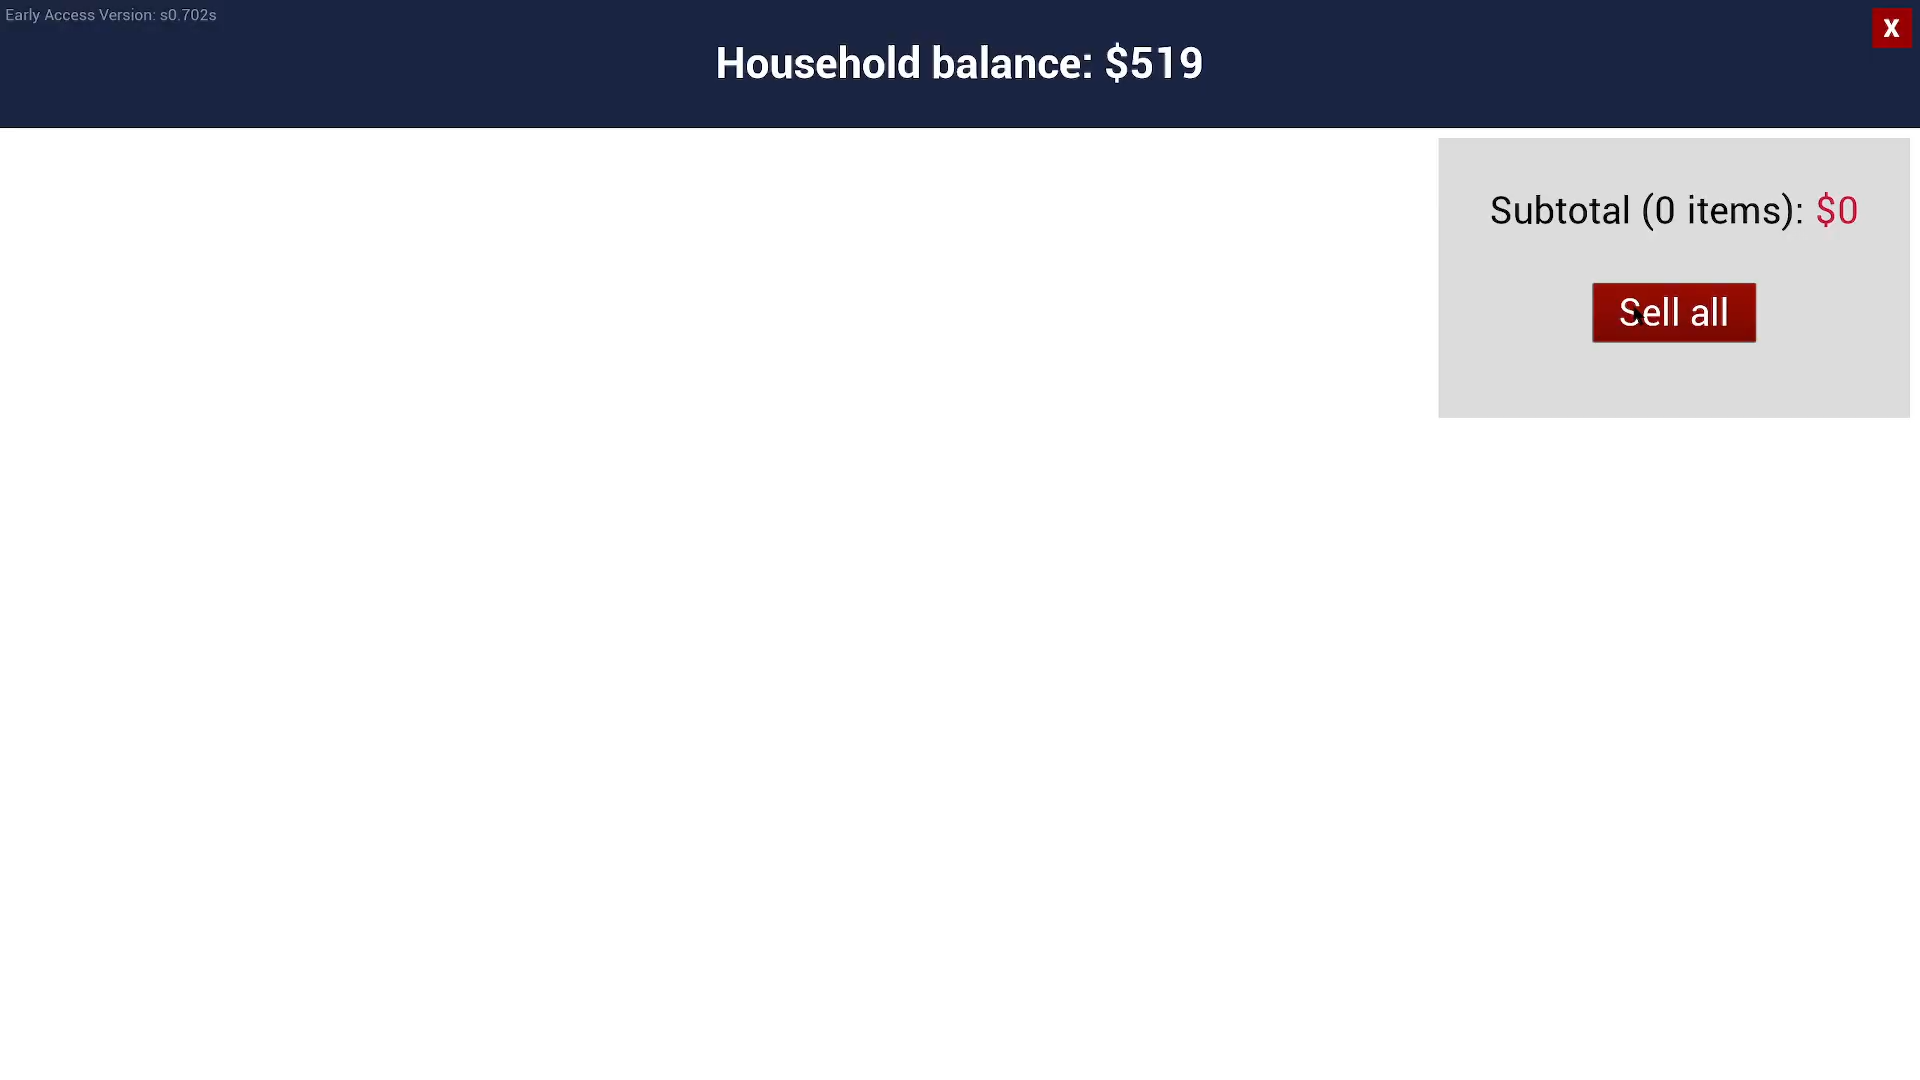 Early Access Version: s0.702s
X
Household balance: $519
Subtotal (0 items): $0
Sell all